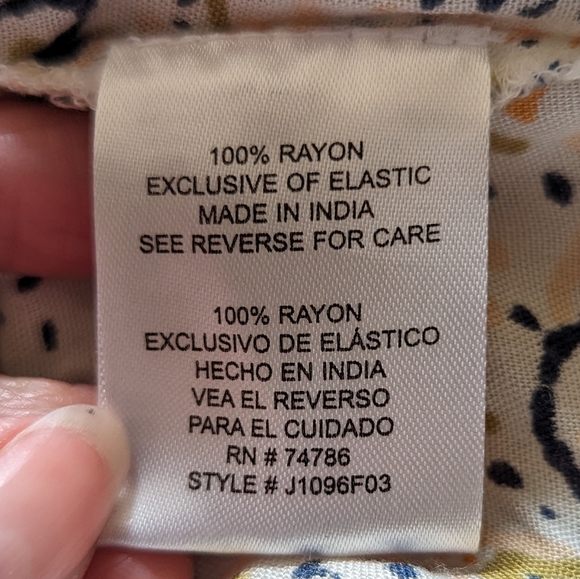 100% RAYON
EXCLUSIVE OF ELASTIC
MADE IN INDIA
SEE REVERSE FOR CARE
100% RAYON
EXCLUSIVO DE ELÁSTICO
HECHO EN INDIA
VEA EL REVERSO
PARA EL CUIDADO
RN # 74786
STYLE # J1096F03